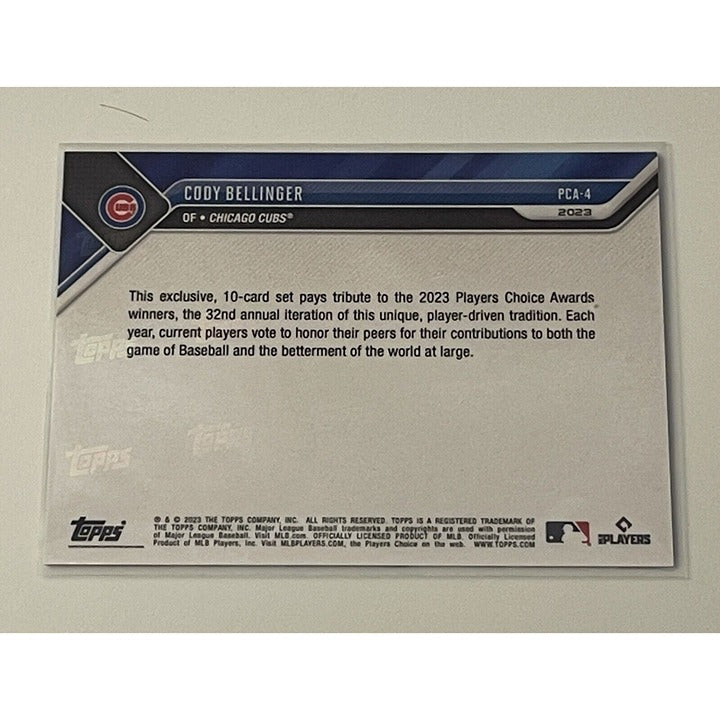 CODY BELLINGER
PCA-4
OF • CHICAGO CUBS®
2023
This exclusive, 10-card set pays tribute to the 2023 Players Choice Awards
winners, the 32nd annual iteration of this unique, player-driven tradition. Each
year, current players vote to honor their peers for their contributions to both the
game of Baseball and the betterment of the world at large.
Topps
Topps
Topps
Topps
® & © 2023 THE TOPPS COMPANY, INC. ALL RIGHTS RESERVED. TOPPS IS A REGISTERED TRADEMARK OF
THE TOPPS COMPANY, INC. Major League Baseball trademarks and copyrights are used with permission
of Major League Baseball. Visit MLB.com. OFFICIALLY LICENSED PRODUCT OF MLB. Officially Licensed
Product of MLB Players, Inc. Visit MLBPLAYERS.COM, the Players Choice on the web. WWW.TOPPS.COM
PLAYERS